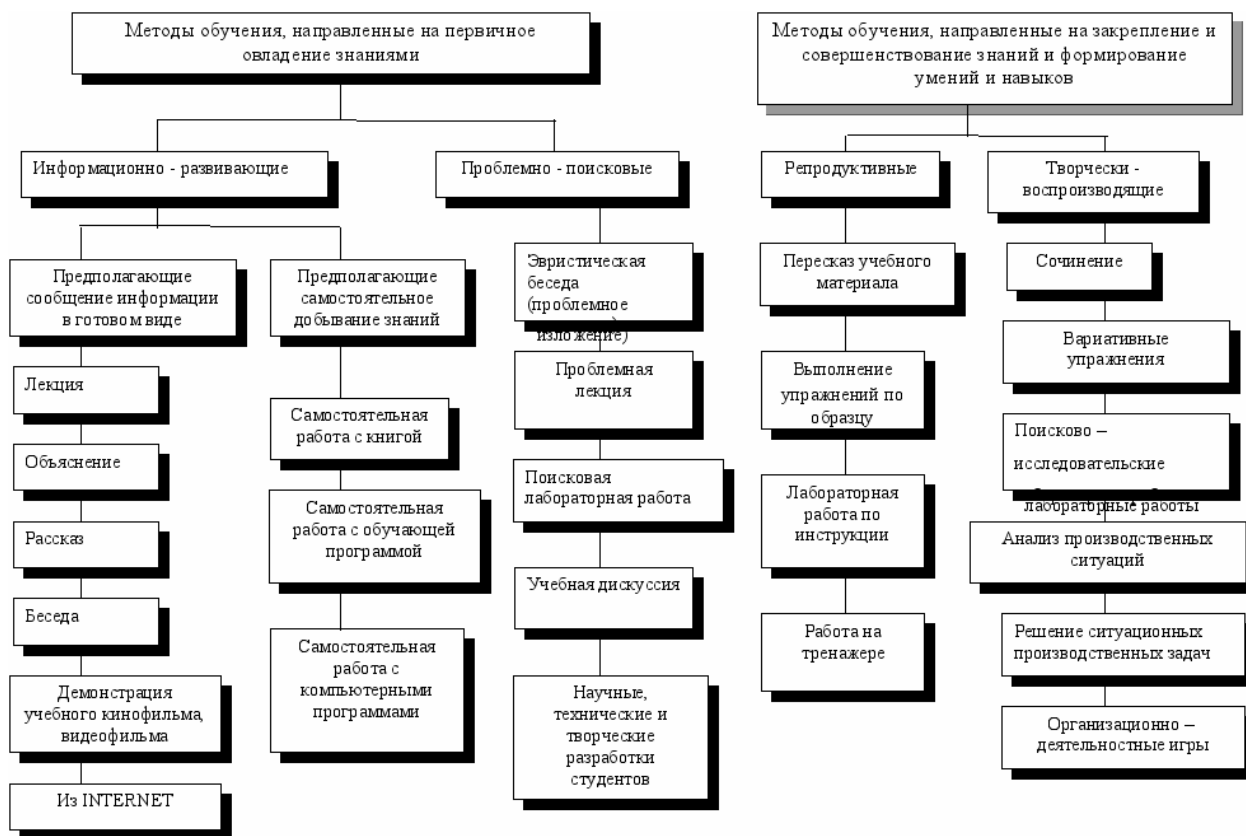 Методы обучения, направленные на первичное
овладение знаниями
Методы обучения, направленные на закрепление и
совершенствование знаний и формирование
умений и навыков
Информационно - развивающие
Проблемно - поисковые
Репродуктивные
Творчески -
воспроизводящие
Предполагающие
сообщение информации
в готовом виде
Лекция
Объяснение
Рассказ
Беседа
Демонстрация
учебного кинофильма,
видеофильма
Из INTERNET
Предполагающие
самостоятельное
добывание знаний
Самостоятельная
работа с книгой
Самостоятельная
работа с обучающей
программой
Самостоятельная
работа с
компьютерными
программами
Эвристическая
беседа
(проблемное
изложение)
Проблемная
лекция
Поисковая
лабораторная работа
Учебная дискуссия
Научные,
технические и
творческие
разработки
студентов
Пересказ учебного
материала
Выполнение
упражнений по
образцу
Лабораторная
работа по
инструкции
Работа на
тренажере
Сочинение
Вариативные
упражнения
Поисково –
исследовательские
лабораторные работы
Анализ производственных
ситуаций
Решение ситуационных
производственных задач
Организационно –
деятельностные игры